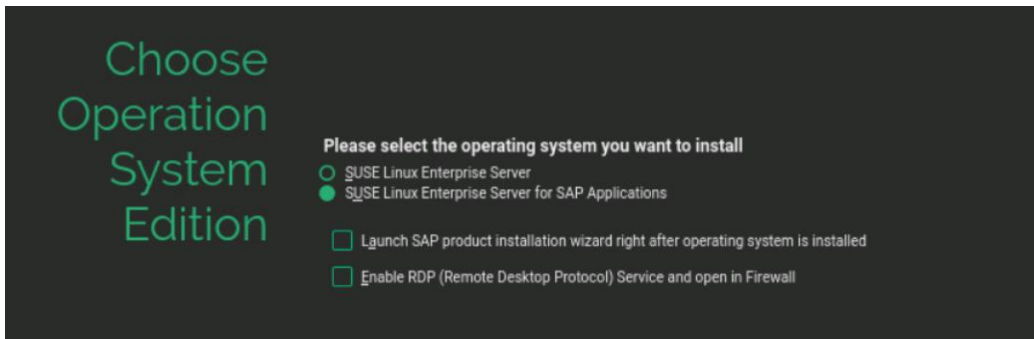 Choose
Operation
System
Edition
Please select the operating system you want to install
SUSE Linux Enterprise Server
SUSE Linux Enterprise Server for SAP Applications
Launch SAP product installation wizard right after operating system is installed
Enable RDP (Remote Desktop Protocol) Service and open in Firewall